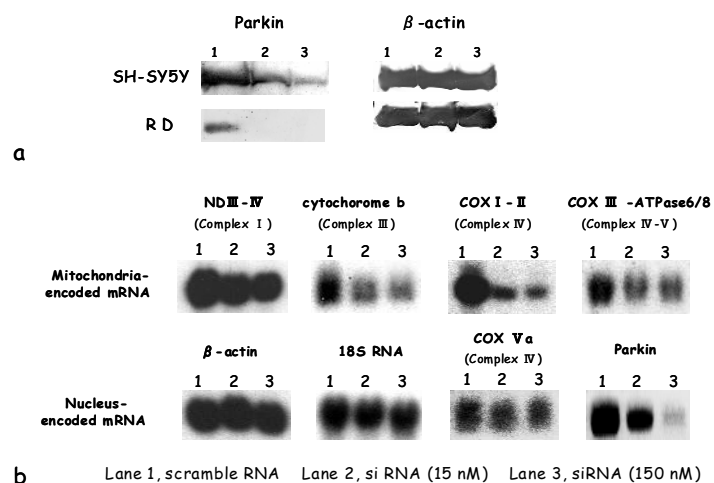 Parkin β-actin
1 2 3 1 2 3
SH-SY5Y
R D
a
NDⅢ-Ⅳ cytochorome b COXⅠ-Ⅱ COX Ⅲ -ATPase6/8
(Complex Ⅰ) (Complex Ⅲ) (Complex Ⅳ) (Complex Ⅳ-Ⅴ)
1 2 3 1 2 3 1 2 3 1 2 3
Mitochondria-
encoded mRNA
β-actin 18S RNA COX Ⅴa Parkin
(Complex Ⅳ)
1 2 3 1 2 3 1 2 3 1 2 3
Nucleus-
encoded mRNA
b Lane 1, scramble RNA Lane 2, si RNA (15 nM) Lane 3, siRNA (150 nM)